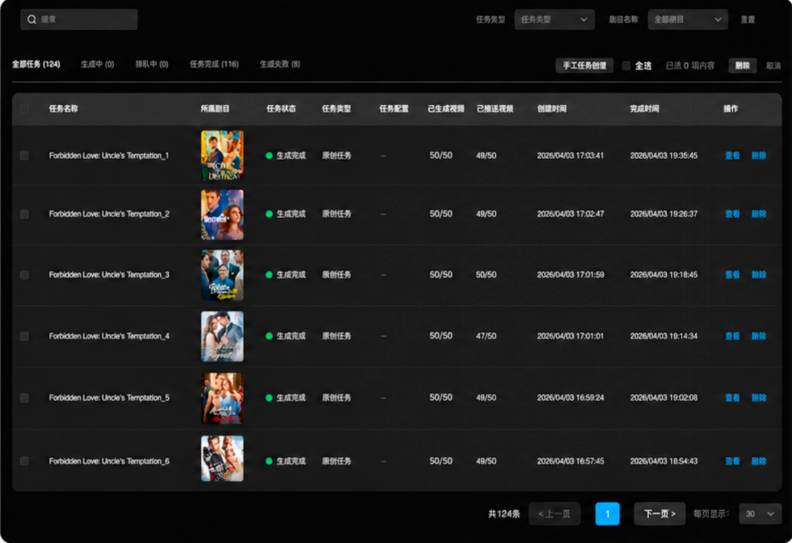 搜索 任务类型 任务类型 剧目名称 全部剧目 重置
全部任务 (124) 生成中 (0) 排队中 (0) 任务完成 (116) 生成失败 (8) 手工任务创建 全选 已选 0 项内容 删除 取消
任务名称 所属剧目 任务状态 任务类型 任务配置 已生成视频 已推送视频 创建时间 完成时间 操作
Forbidden Love: Uncle's Temptation_1 生成完成 原创任务 -- 50/50 49/50 2026/04/03 17:03:41 2026/04/03 19:35:45 查看 删除
Forbidden Love: Uncle's Temptation_2 生成完成 原创任务 -- 50/50 49/50 2026/04/03 17:02:47 2026/04/03 19:26:37 查看 删除
Forbidden Love: Uncle's Temptation_3 生成完成 原创任务 -- 50/50 50/50 2026/04/03 17:01:59 2026/04/03 19:18:45 查看 删除
Forbidden Love: Uncle's Temptation_4 生成完成 原创任务 -- 50/50 47/50 2026/04/03 17:01:01 2026/04/03 19:14:34 查看 删除
Forbidden Love: Uncle's Temptation_5 生成完成 原创任务 -- 50/50 49/50 2026/04/03 16:59:24 2026/04/03 19:02:08 查看 删除
Forbidden Love: Uncle's Temptation_6 生成完成 原创任务 -- 50/50 49/50 2026/04/03 16:57:45 2026/04/03 18:54:43 查看 删除
共124条 < 上一页 1 下一页 > 每页显示: 30